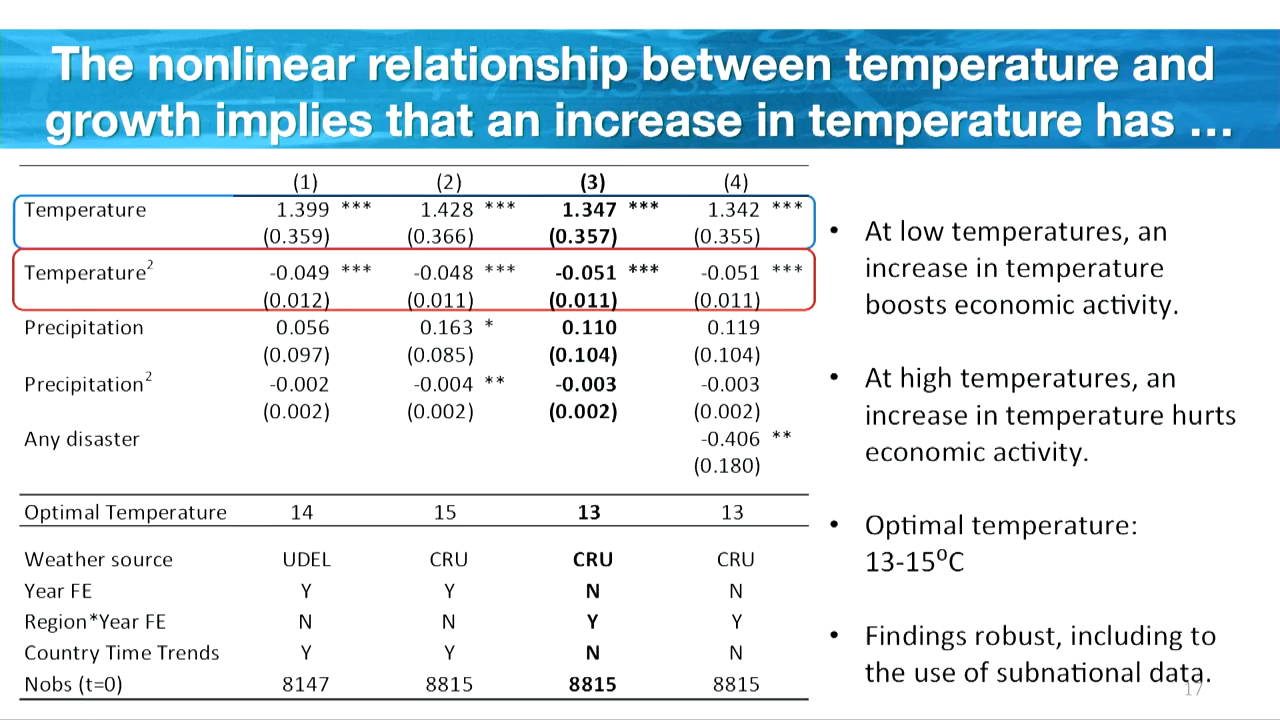 The nonlinear relationship between temperature and
growth implies that an increase in temperature has …
(1) (2) (3) (4)
Temperature 1.399 *** 1.428 *** 1.347 *** 1.342 ***
(0.359) (0.366) (0.357) (0.355)
Temperature² -0.049 *** -0.048 *** -0.051 *** -0.051 ***
(0.012) (0.011) (0.011) (0.011)
Precipitation 0.056 0.163 * 0.110 0.119
(0.097) (0.085) (0.104) (0.104)
Precipitation² -0.002 -0.004 ** -0.003 -0.003
(0.002) (0.002) (0.002) (0.002)
Any disaster -0.406 **
(0.180)
Optimal Temperature 14 15 13 13
Weather source UDEL CRU CRU CRU
Year FE Y Y N N
Region*Year FE N N Y Y
Country Time Trends Y Y N N
Nobs (t=0) 8147 8815 8815 8815
• At low temperatures, an
increase in temperature
boosts economic activity.
• At high temperatures, an
increase in temperature hurts
economic activity.
• Optimal temperature:
13-15⁰C
• Findings robust, including to
the use of subnational data.
17